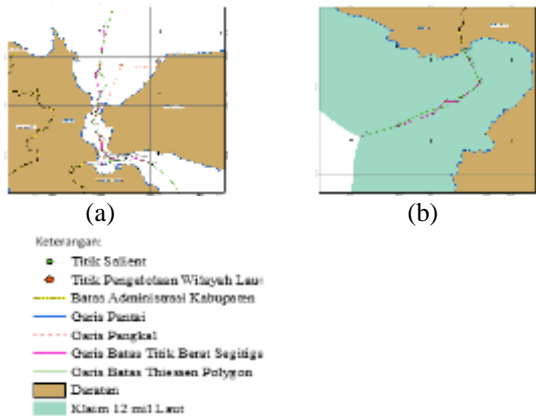 (a)
(b)
Keterangan:
Titik Salient
Titik Pengelolaan Wilayah Laut
Batas Administrasi Kabupaten
Garis Pantai
Garis Pangkal
Garis Batas Titik Berat Segitiga
Garis Batas Thiessen Polygon
Daratan
Klaim 12 mil Laut